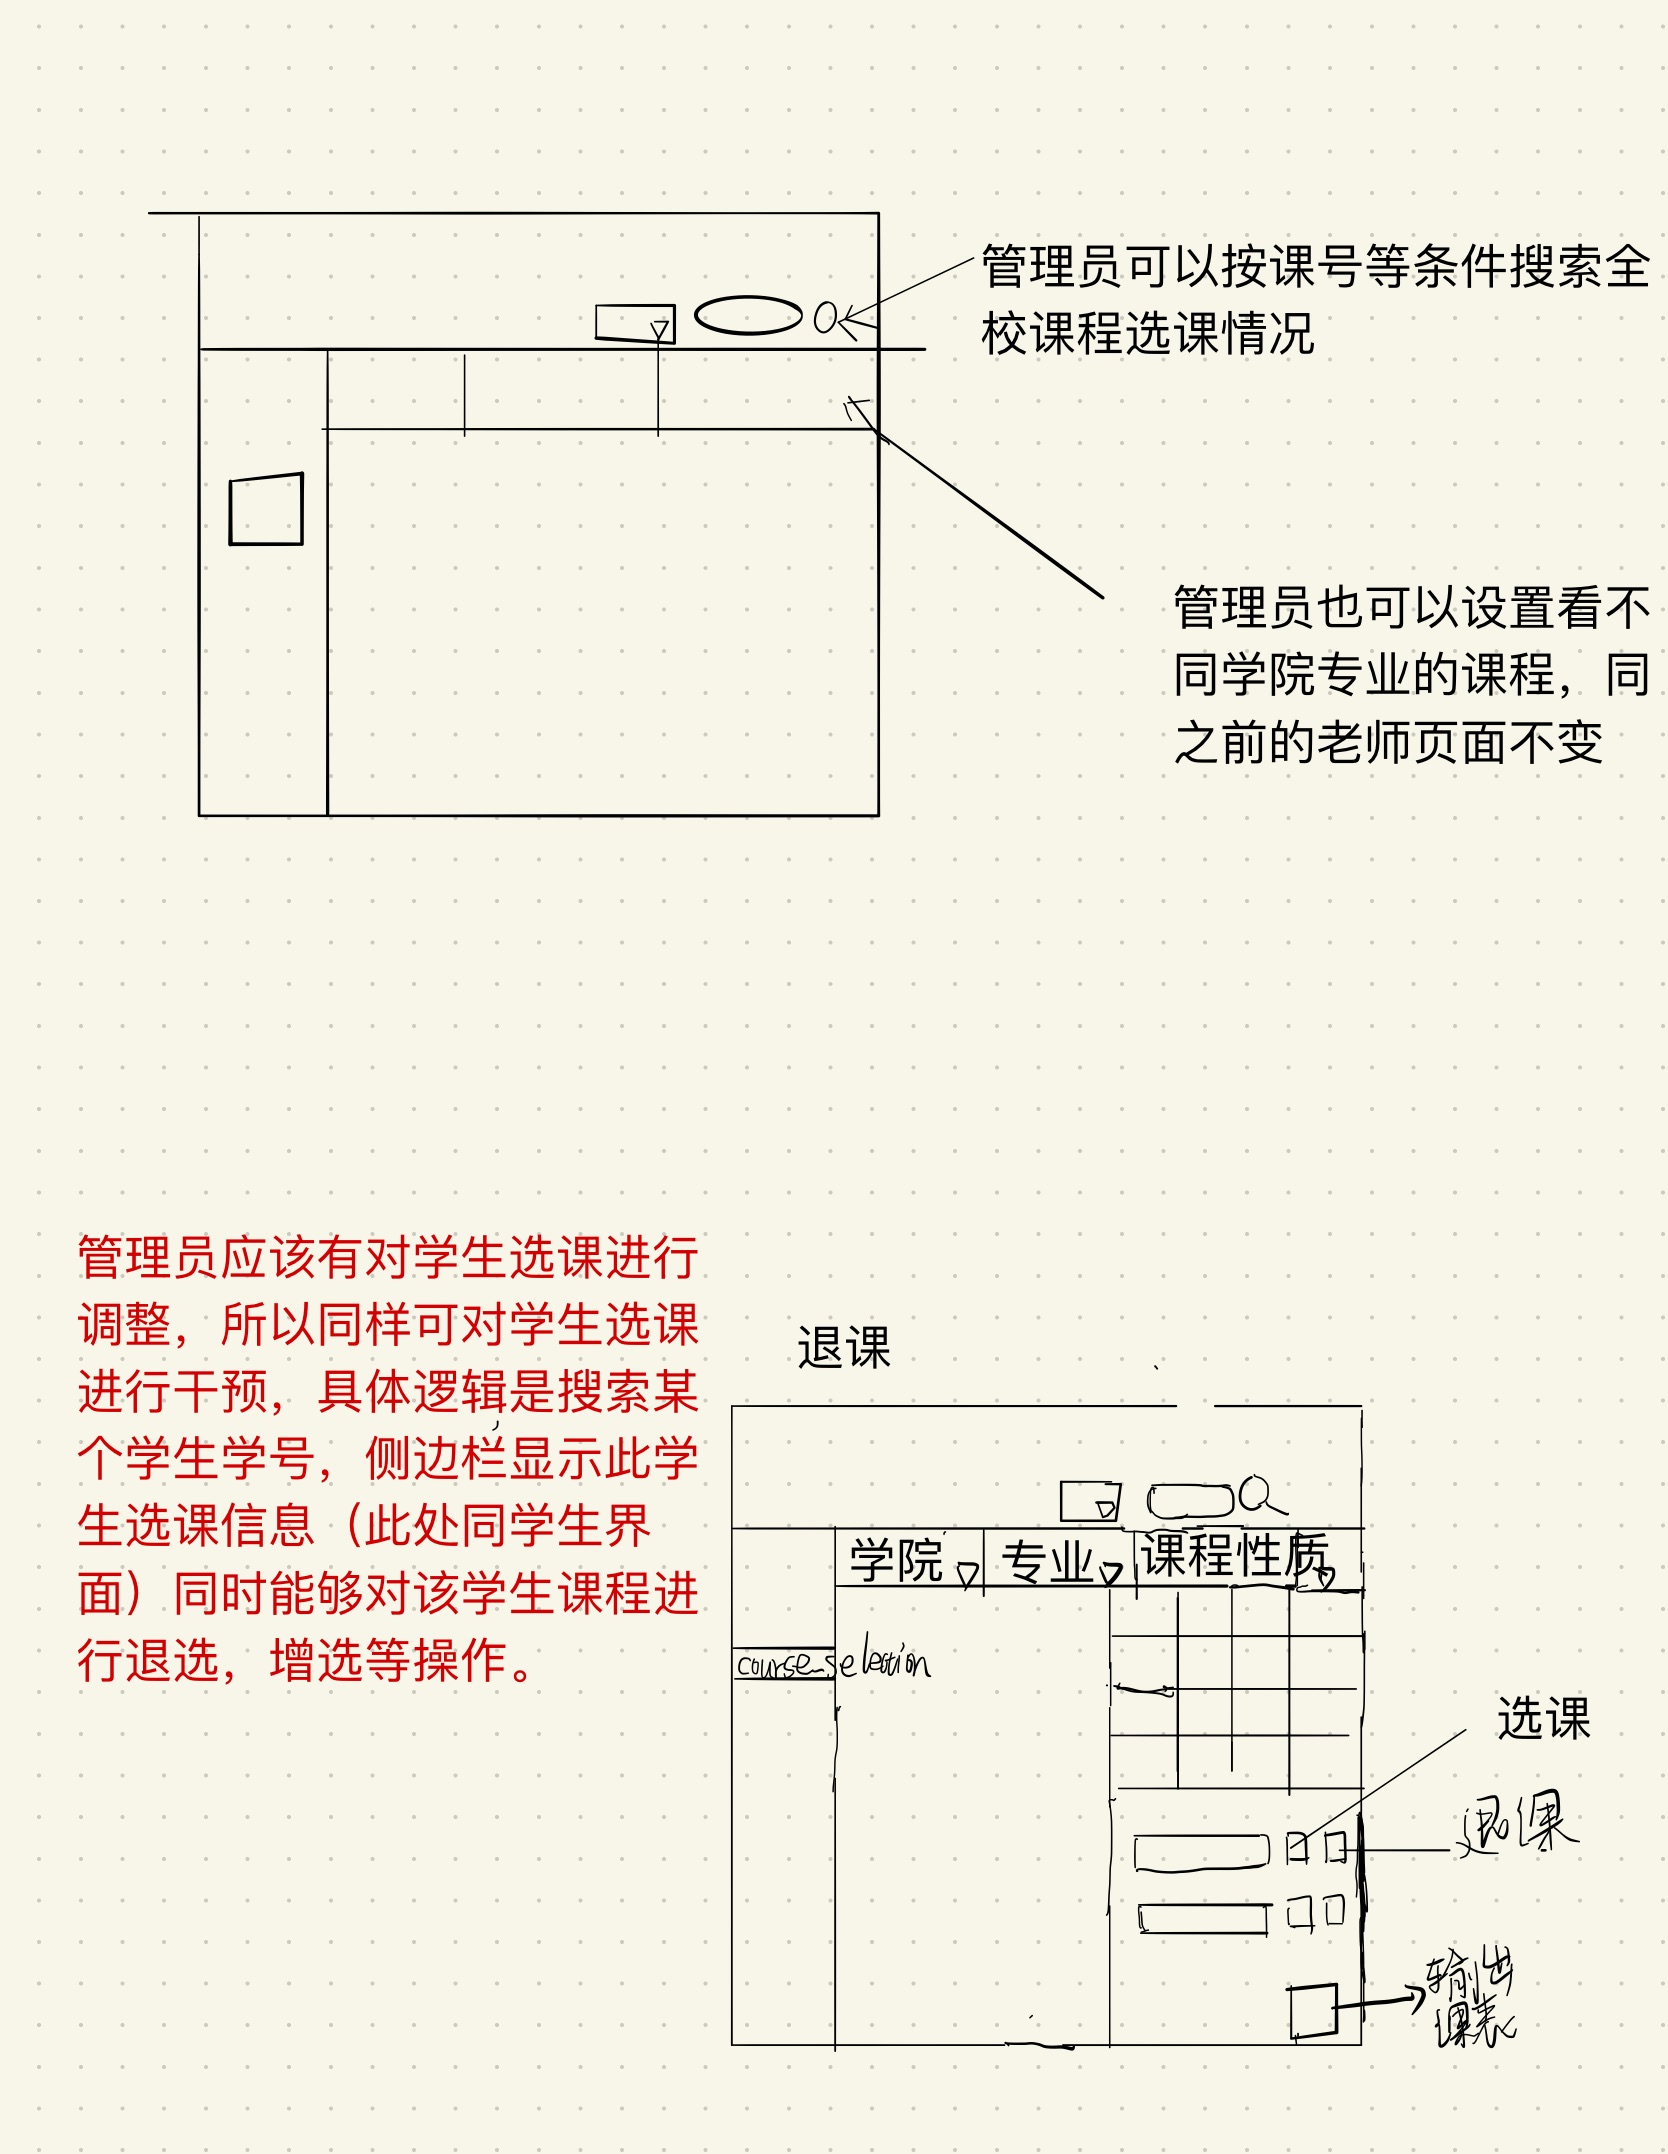 管理员可以按课号等条件搜索全
校课程选课情况
管理员也可以设置看不
同学院专业的课程，同
之前的老师页面不变
管理员应该有对学生选课进行
调整，所以同样可对学生选课
进行干预，具体逻辑是搜索某
个学生学号，侧边栏显示此学
生选课信息（此处同学生界
面）同时能够对该学生课程进
行退选，增选等操作。
退课
学院 专业 课程性质
course-selection
选课
退课
输出
课表